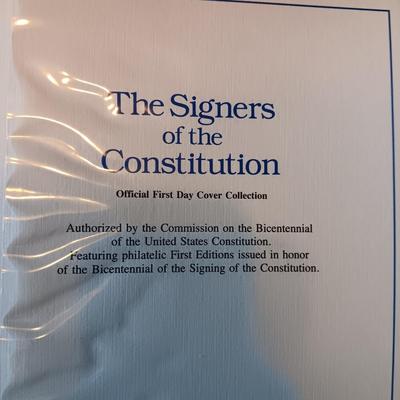 The Signers
of the
Constitution
Official First Day Cover Collection
Authorized by the Commission on the Bicentennial
of the United States Constitution.
Featuring philatelic First Editions issued in honor
of the Bicentennial of the Signing of the Constitution.